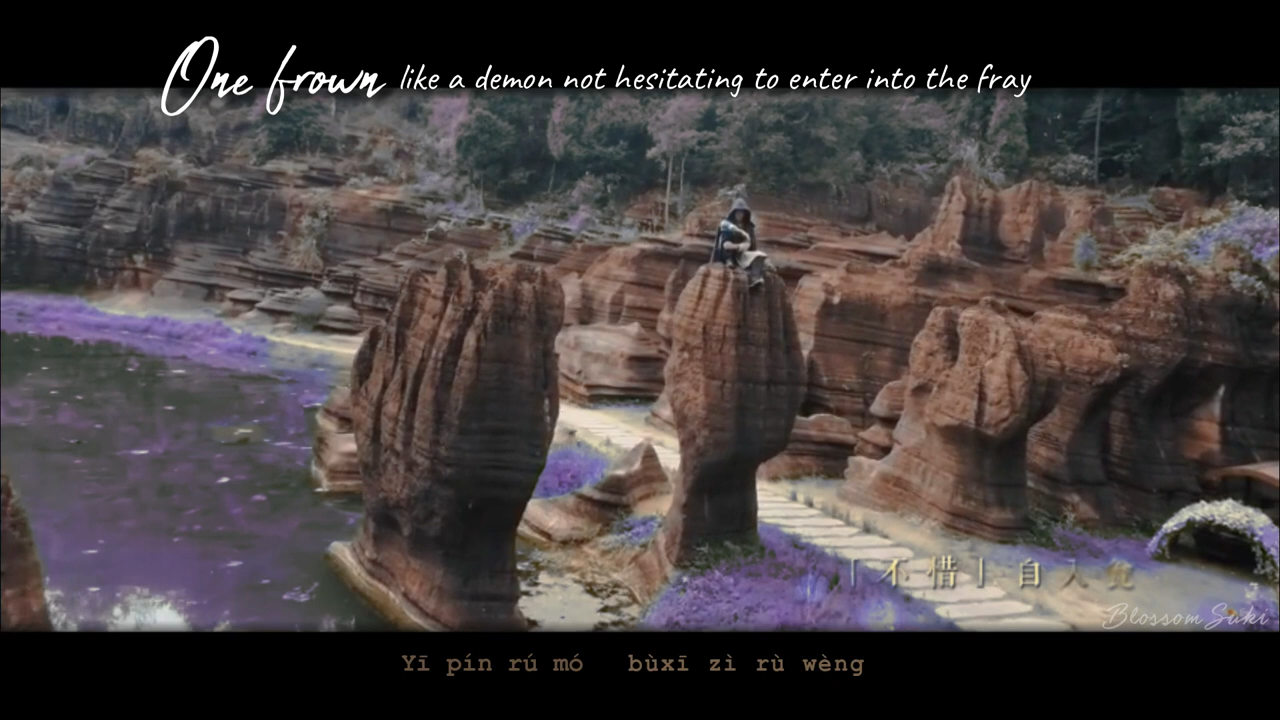 One frown like a demon not hesitating to enter into the fray
「不惜」自入甕
Blossom Suki
Yī pín rú mó bùxī zì rù wèng